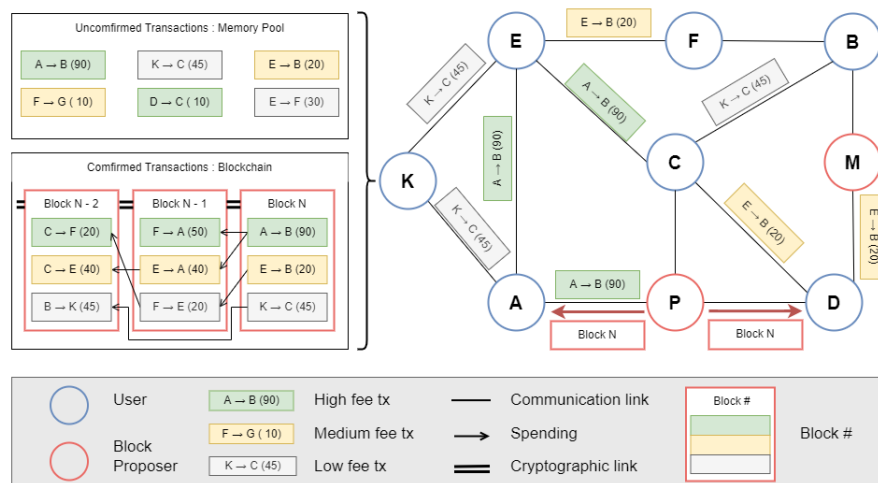 Uncomfirmed Transactions : Memory Pool
A → B (90)
K → C (45)
E → B (20)
F → G ( 10)
D → C ( 10)
E → F (30)
Comfirmed Transactions : Blockchain
Block N - 2
Block N - 1
Block N
C → F (20)
F → A (50)
A → B (90)
C → E (40)
E → A (40)
E → B (20)
B → K (45)
F → E (20)
K → C (45)
E
E → B (20)
F
B
K → C (45)
A → B (90)
K → C (45)
A → B (90)
K
C
M
K → C (45)
E → B (20)
E → B (20)
A
A → B (90)
P
D
Block N
Block N
User
A → B (90)
High fee tx
Communication link
Block #
F → G ( 10)
Medium fee tx
Spending
Block #
Block
Proposer
K → C (45)
Low fee tx
Cryptographic link